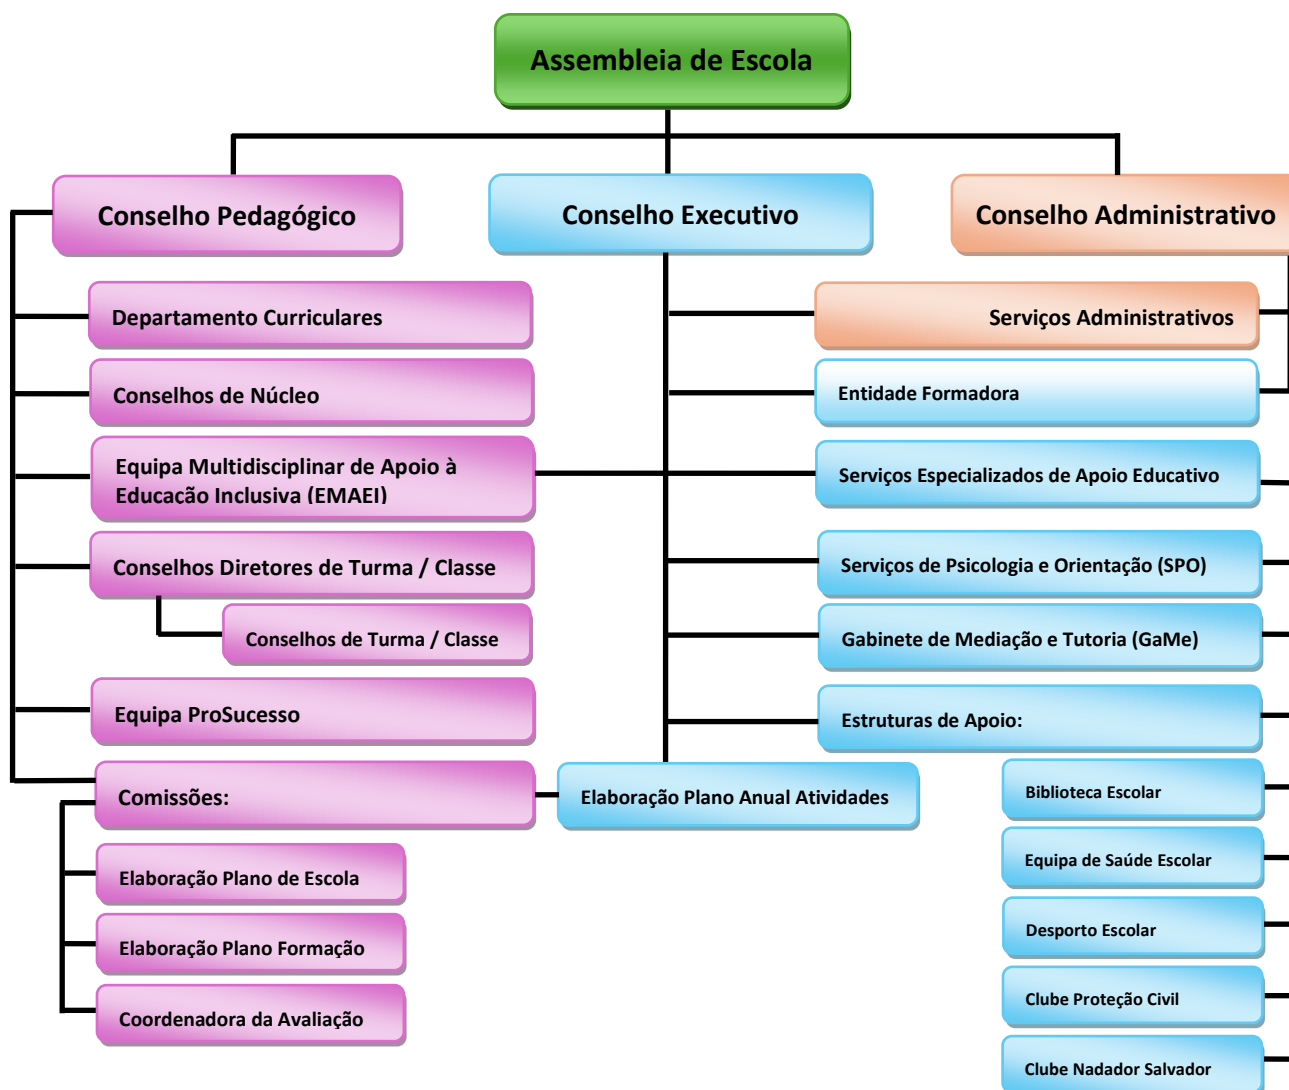 Assembleia de Escola
Conselho Pedagógico
Conselho Executivo
Conselho Administrativo
Departamento Curriculares
Conselhos de Núcleo
Equipa Multidisciplinar de Apoio à
Educação Inclusiva (EMAEI)
Conselhos Diretores de Turma / Classe
Conselhos de Turma / Classe
Equipa ProSucesso
Comissões:
Elaboração Plano de Escola
Elaboração Plano Formação
Coordenadora da Avaliação
Elaboração Plano Anual Atividades
Serviços Administrativos
Entidade Formadora
Serviços Especializados de Apoio Educativo
Serviços de Psicologia e Orientação (SPO)
Gabinete de Mediação e Tutoria (GaMe)
Estruturas de Apoio:
Biblioteca Escolar
Equipa de Saúde Escolar
Desporto Escolar
Clube Proteção Civil
Clube Nadador Salvador